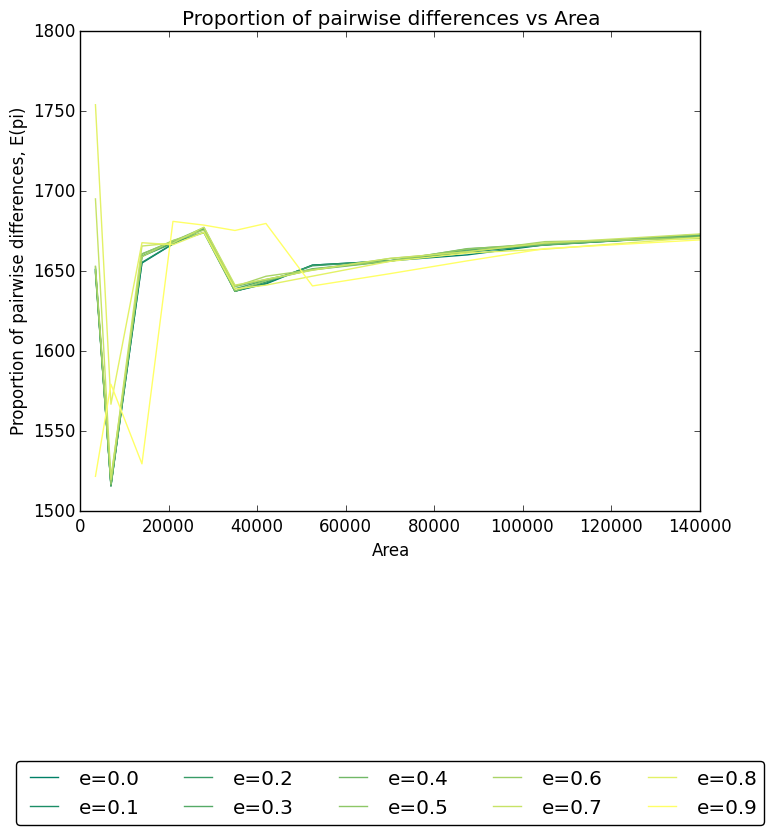 Proportion of pairwise differences vs Area
1800
1750
1700
1650
1600
1550
1500
Proportion of pairwise differences, E(pi)
0 20000 40000 60000 80000 100000 120000 140000
Area
e=0.0 e=0.2 e=0.4 e=0.6 e=0.8
e=0.1 e=0.3 e=0.5 e=0.7 e=0.9